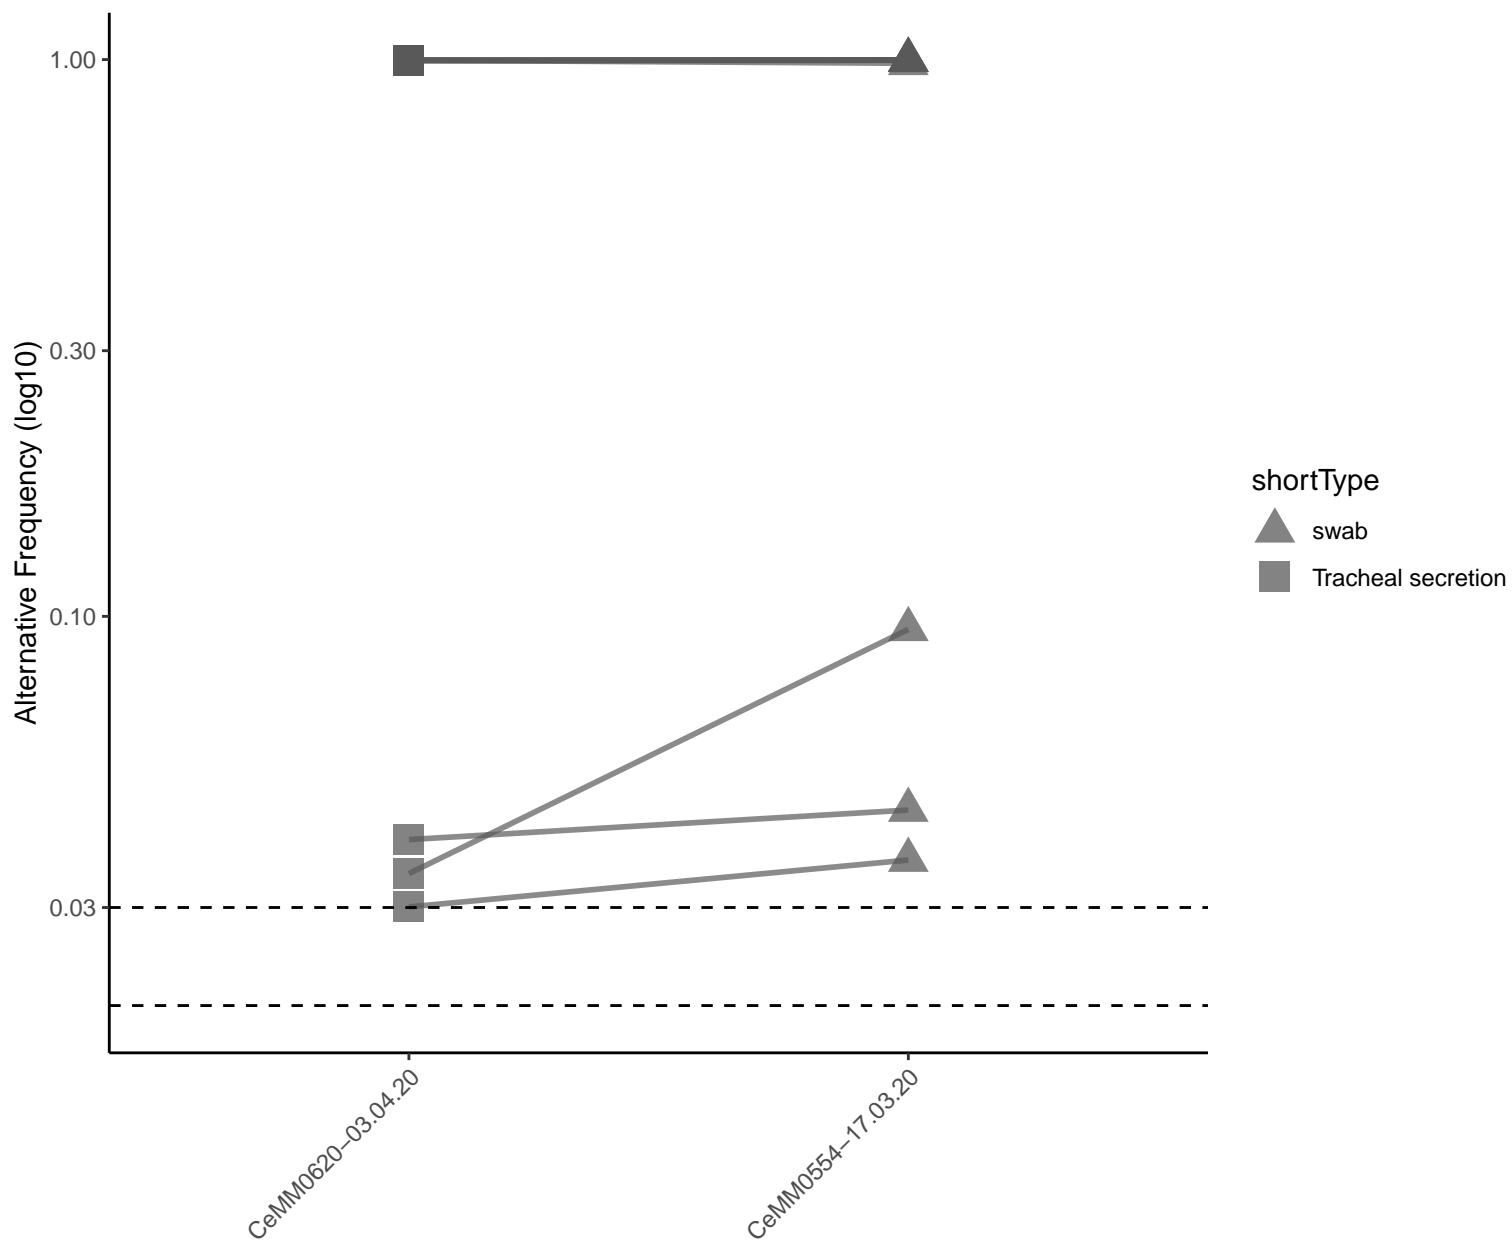 Alternative Frequency (log10)
1.00
0.30
0.10
0.03
CeMM0620−03.04.20
CeMM0554−17.03.20
shortType
swab
Tracheal secretion